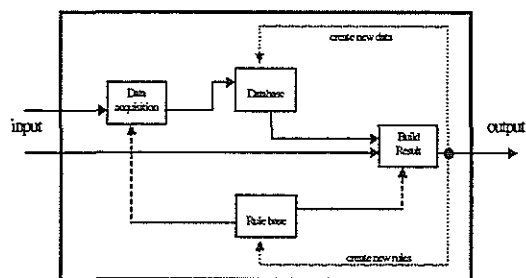 create new data
Data
acquisition
Database
input
Build
Result
output
Rule base
create new rules